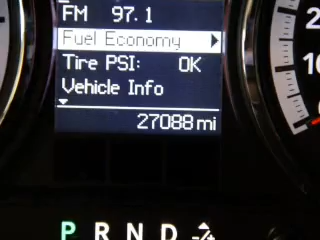 FM 97.1
Fuel Economy
Tire PSI: OK
Vehicle Info
27088 mi
P R N D